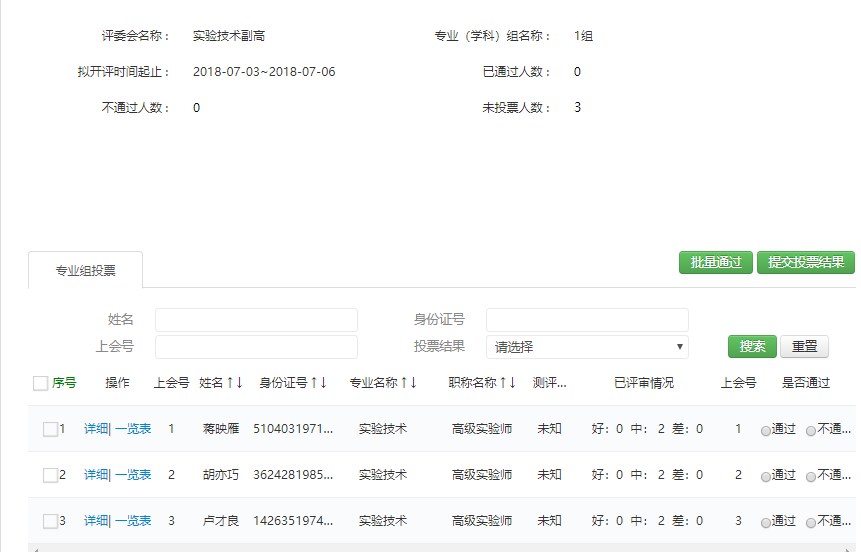 评委会名称： 实验技术副高 专业（学科）组名称： 1组
拟开评时间起止： 2018-07-03~2018-07-06 已通过人数： 0
不通过人数： 0 未投票人数： 3
专业组投票 批量通过 提交投票结果
姓名 身份证号
上会号 投票结果 请选择 搜索 重置
序号 操作 上会号 姓名↑↓ 身份证号↑↓ 专业名称↑↓ 职称名称↑↓ 测评... 已评审情况 上会号 是否通过
1 详细| 一览表 1 蒋映雁 5104031971... 实验技术 高级实验师 未知 好：0 中：2 差：0 1 通过 不通...
2 详细| 一览表 2 胡亦巧 3624281985... 实验技术 高级实验师 未知 好：0 中：2 差：0 2 通过 不通...
3 详细| 一览表 3 卢才良 1426351974... 实验技术 高级实验师 未知 好：0 中：2 差：0 3 通过 不通...